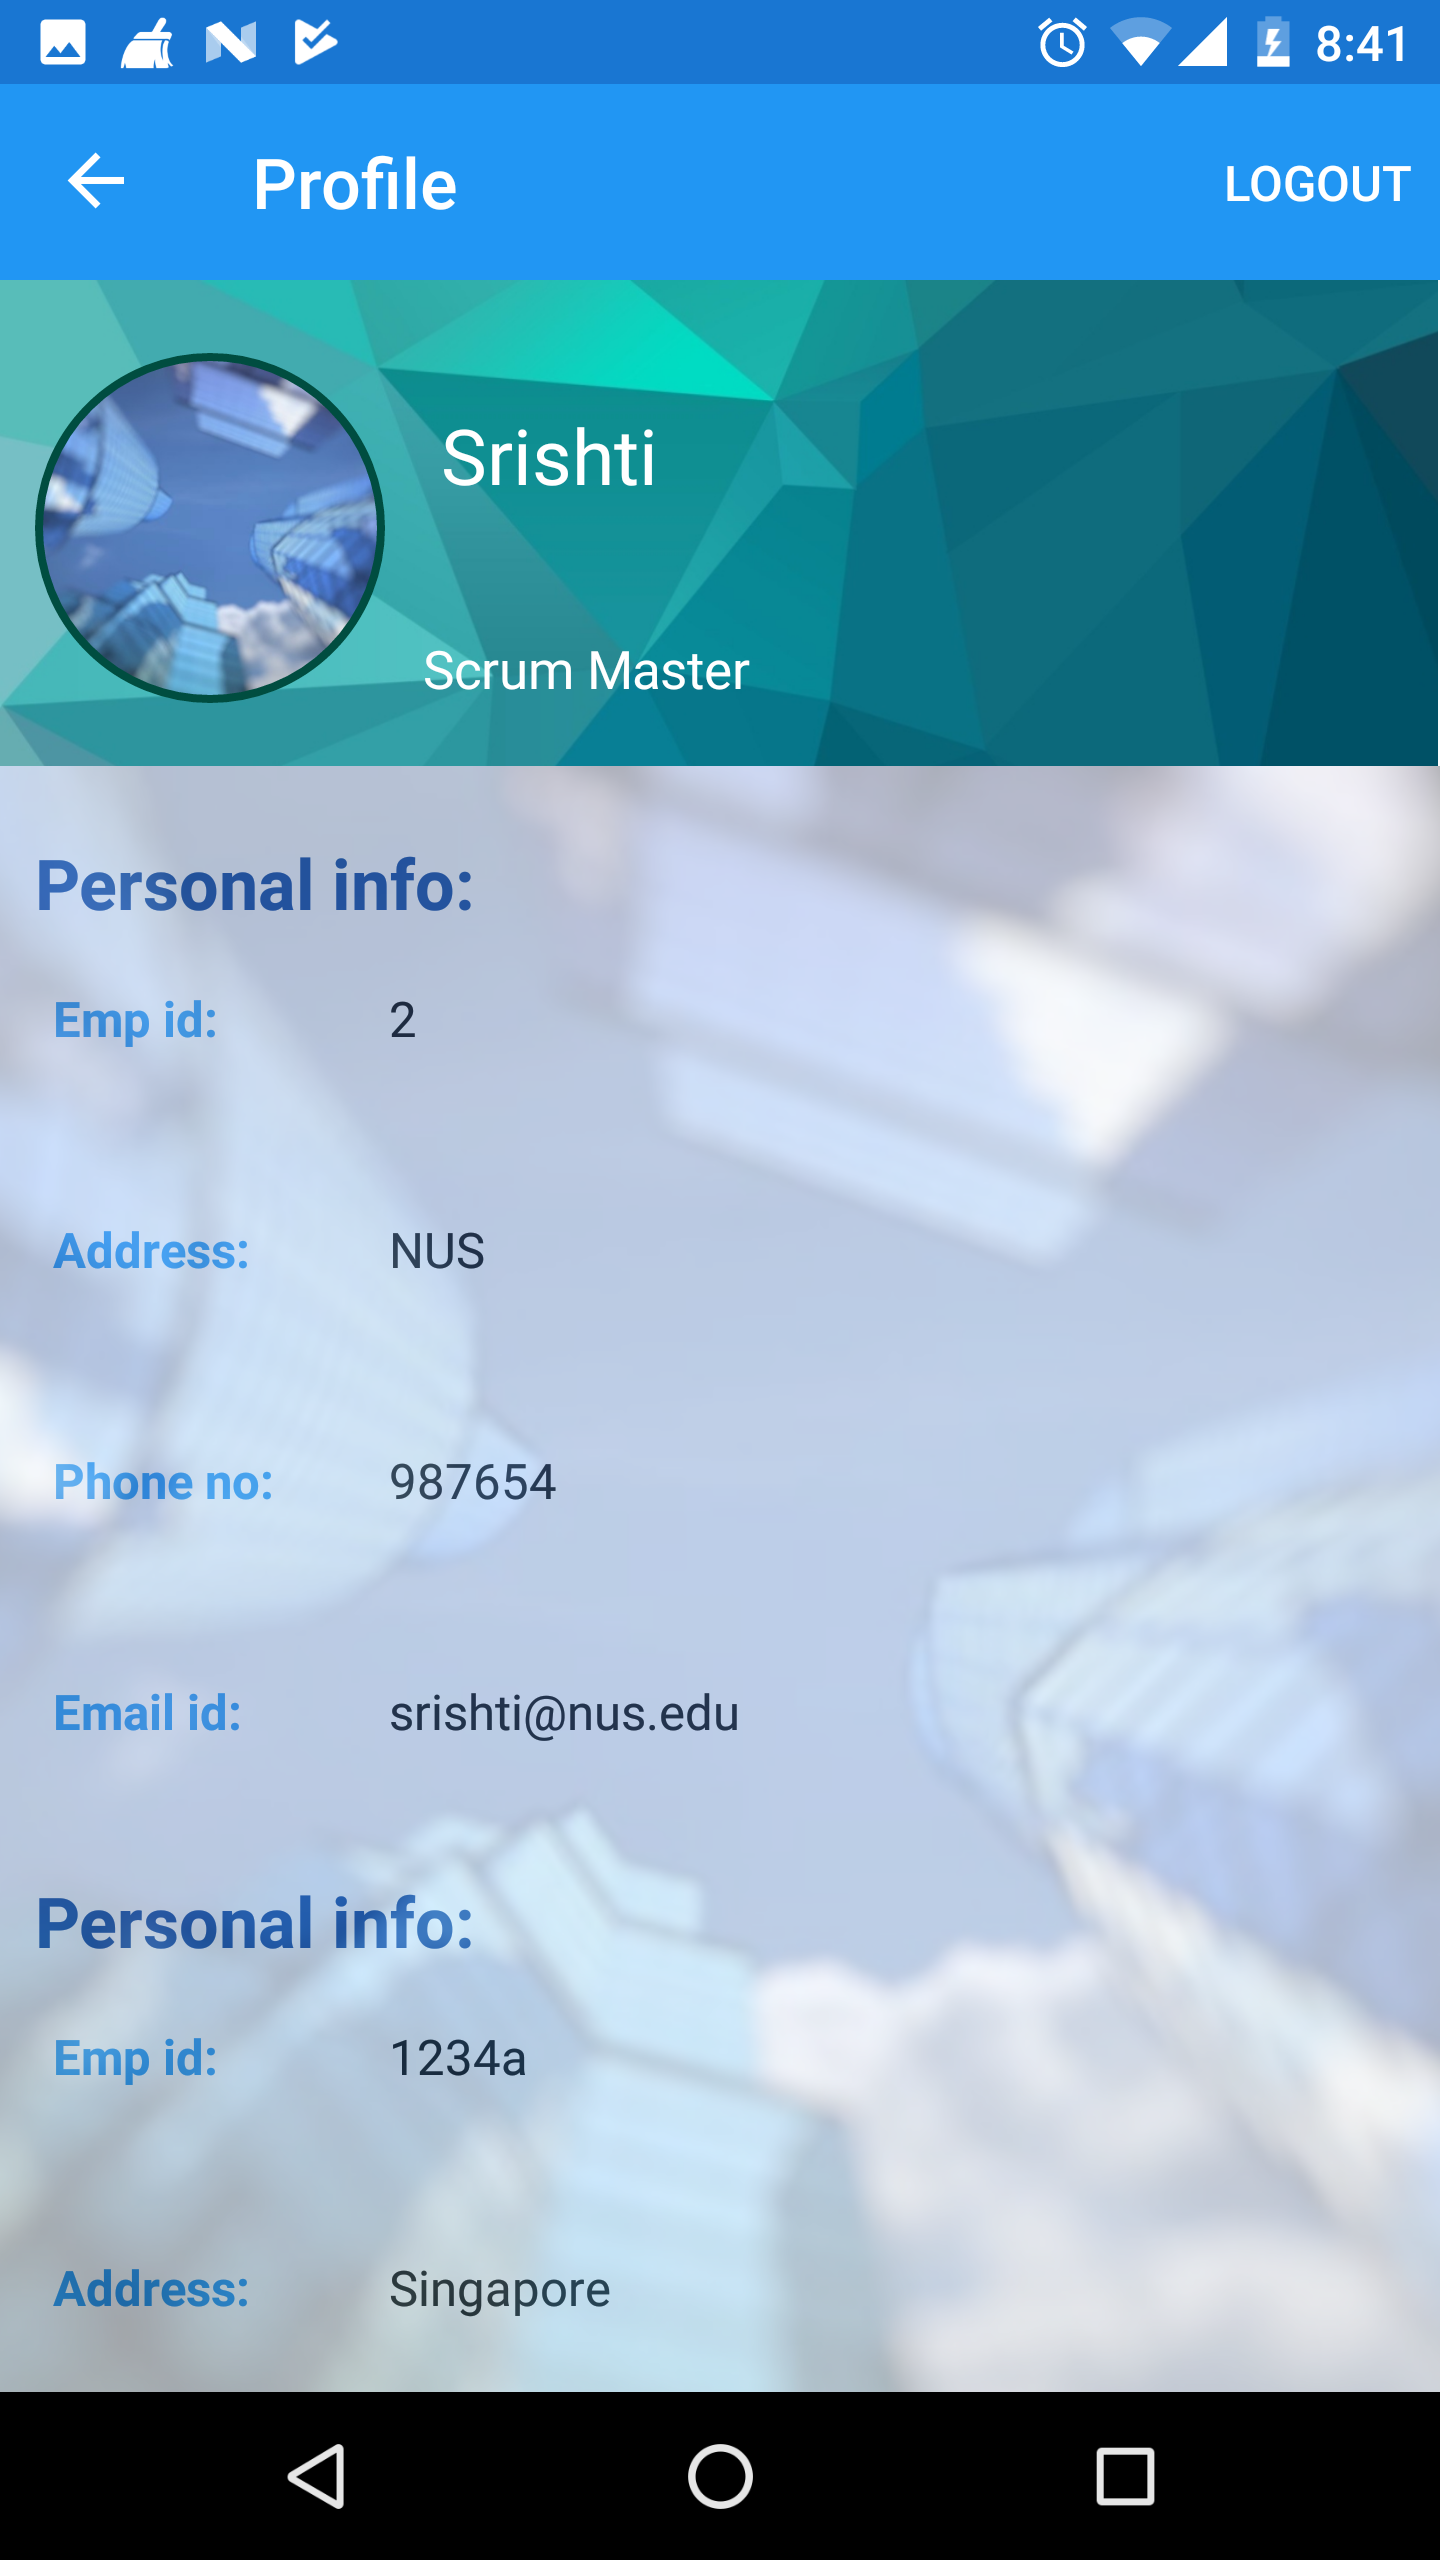 8:41
Profile
LOGOUT
Srishti
Scrum Master
Personal info:
Emp id: 2
Address: NUS
Phone no: 987654
Email id: srishti@nus.edu
Personal info:
Emp id: 1234a
Address: Singapore